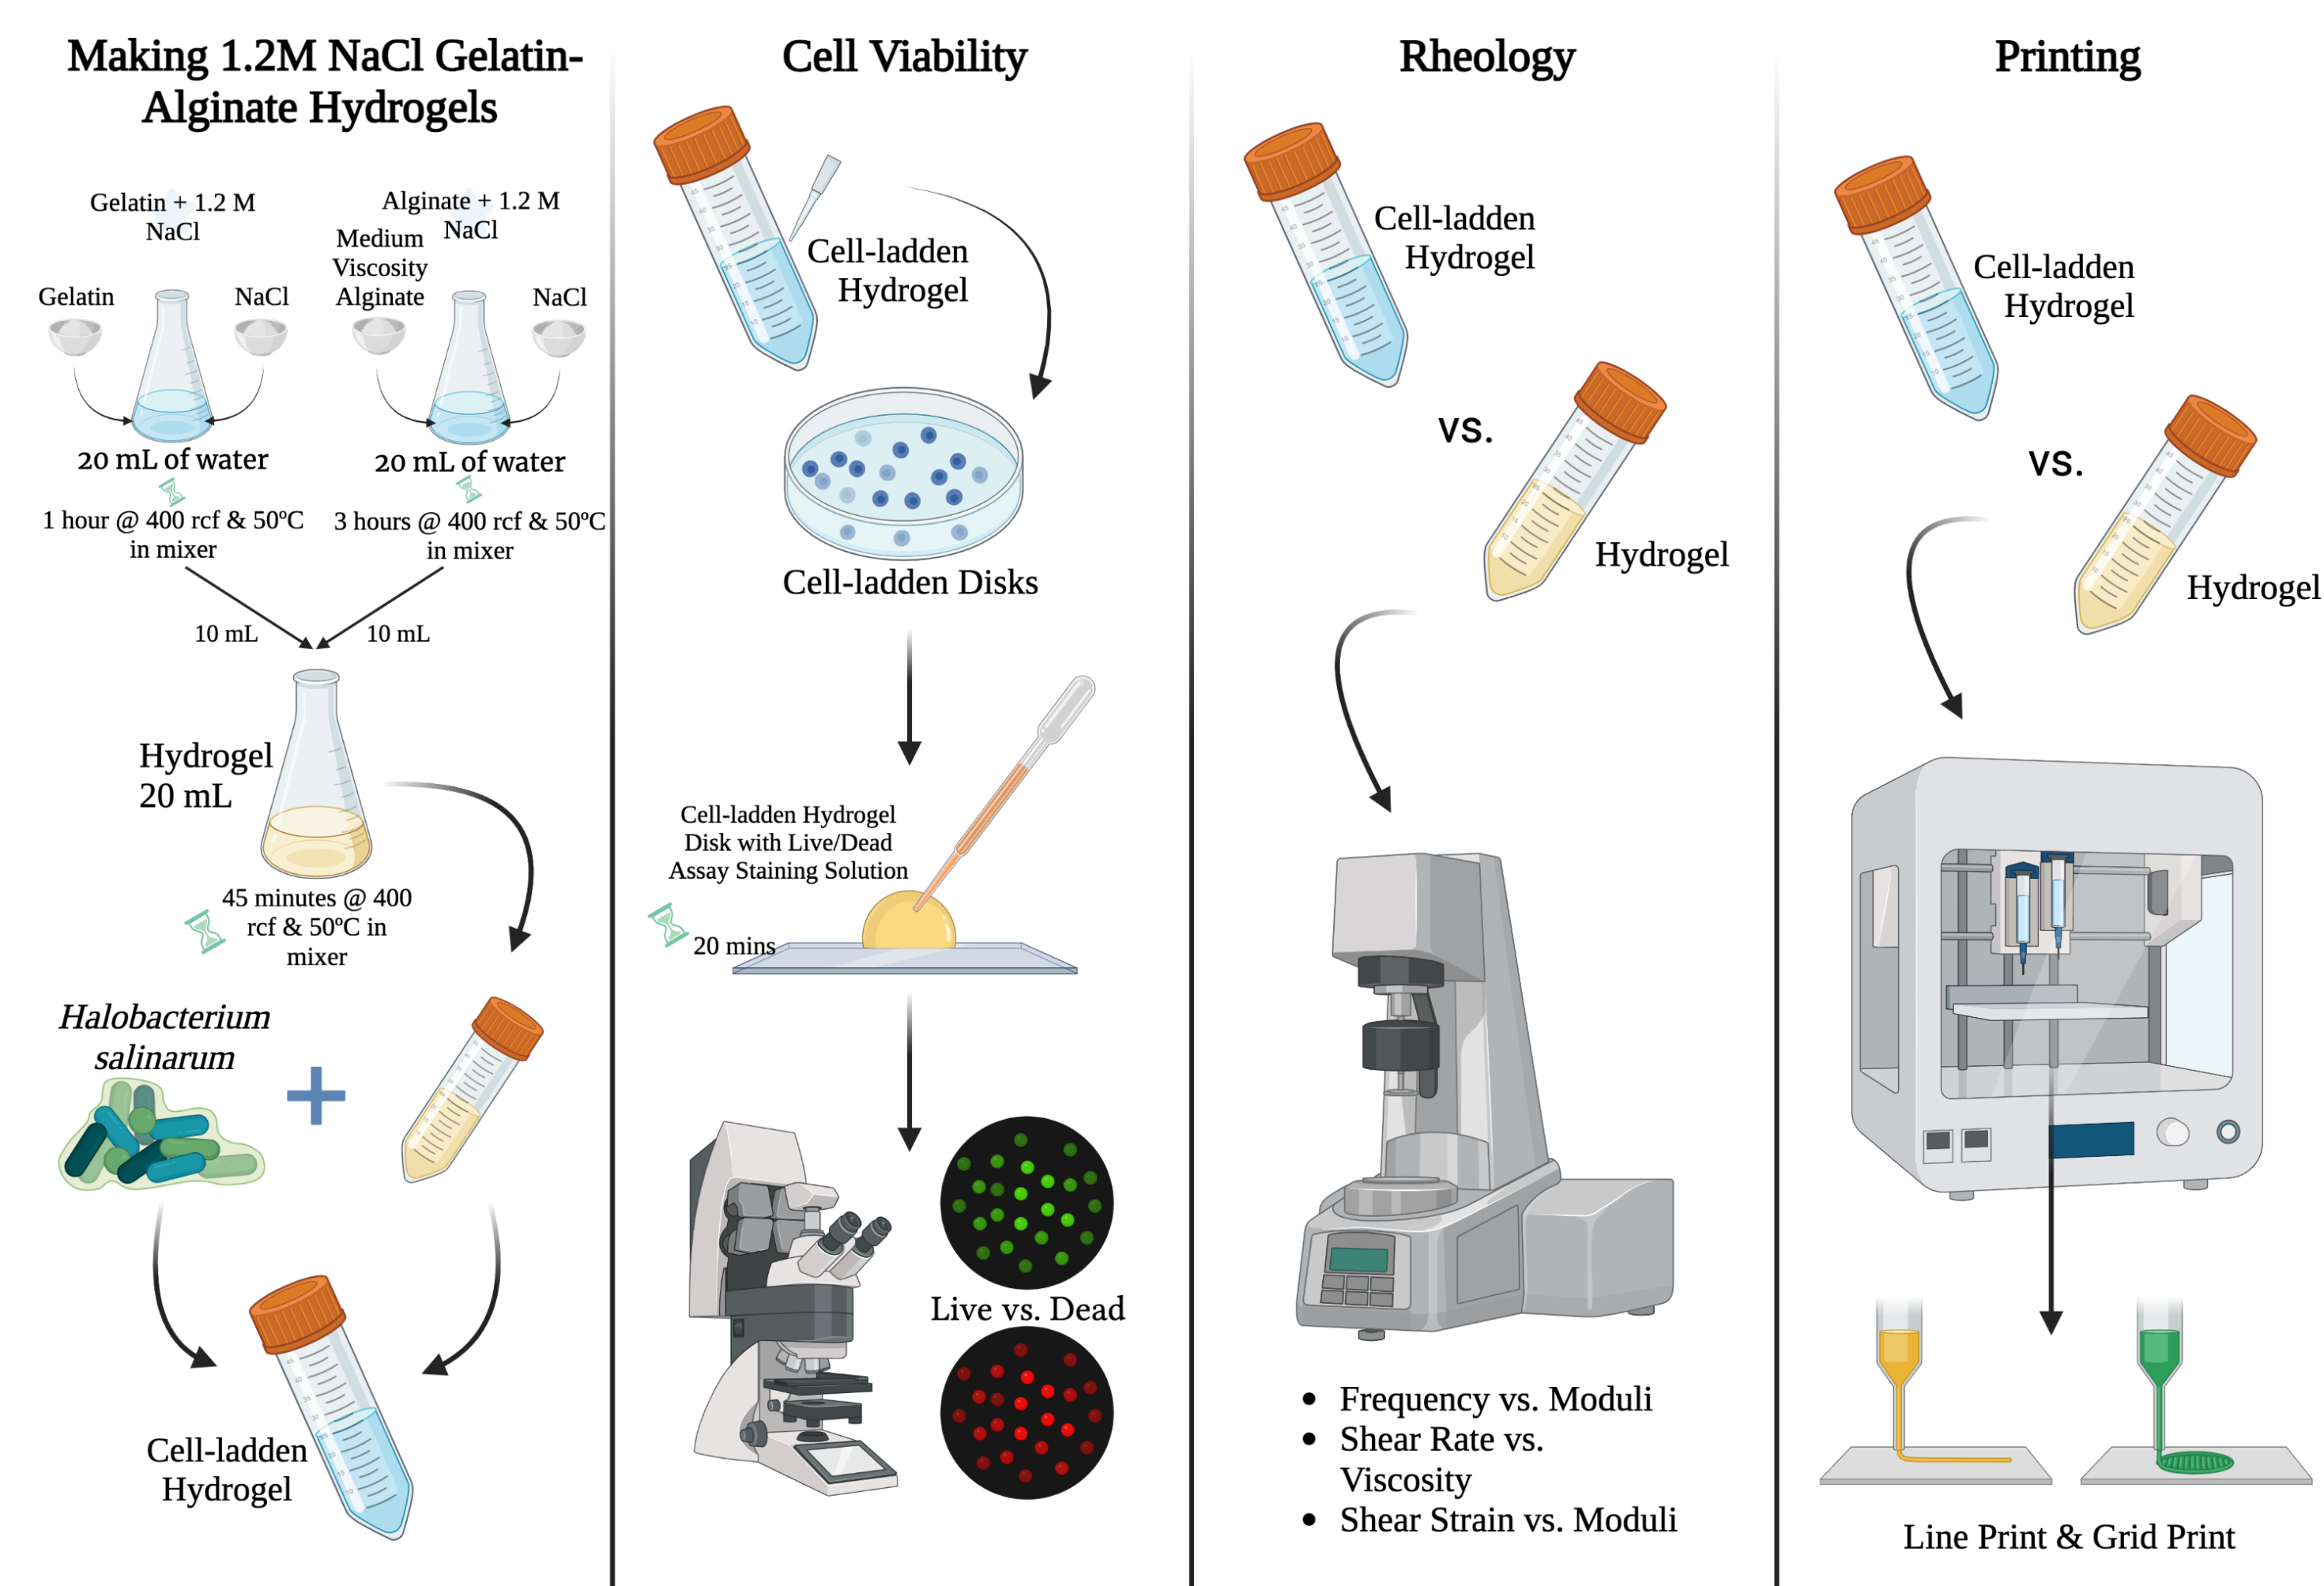 Making 1.2M NaCl Gelatin-
Alginate Hydrogels
Gelatin + 1.2 M
NaCl
Gelatin
NaCl
20 mL of water
1 hour @ 400 rcf & 50ºC
in mixer
Alginate + 1.2 M
NaCl
Medium
Viscosity
Alginate
NaCl
20 mL of water
3 hours @ 400 rcf & 50ºC
in mixer
10 mL
10 mL
Hydrogel
20 mL
45 minutes @ 400
rcf & 50ºC in
mixer
Halobacterium
salinarum
Cell-ladden
Hydrogel
Cell Viability
Cell-ladden
Hydrogel
Cell-ladden Disks
Cell-ladden Hydrogel
Disk with Live/Dead
Assay Staining Solution
20 mins
Live vs. Dead
Rheology
Cell-ladden
Hydrogel
vs.
Hydrogel
• Frequency vs. Moduli
• Shear Rate vs.
Viscosity
• Shear Strain vs. Moduli
Printing
Cell-ladden
Hydrogel
vs.
Hydrogel
Line Print & Grid Print